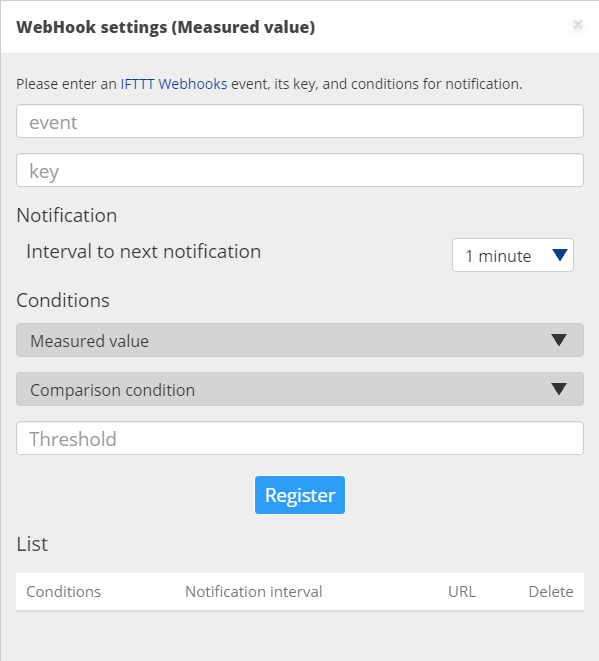 WebHook settings (Measured value) ×
Please enter an IFTTT Webhooks event, its key, and conditions for notification.
event
key
Notification
Interval to next notification 1 minute
Conditions
Measured value
Comparison condition
Threshold
Register
List
Conditions Notification interval URL Delete